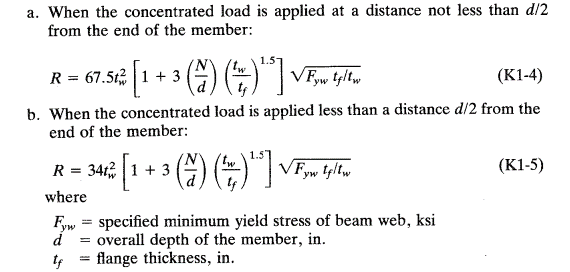 a. When the concentrated load is applied at a distance not less than d/2
from the end of the member:
R = 67.5t_w^2 [1 + 3 (N/d) (t_w/t_f)^1.5] √(F_yw t_f/t_w) (K1-4)
b. When the concentrated load is applied less than a distance d/2 from the
end of the member:
R = 34t_w^2 [1 + 3 (N/d) (t_w/t_f)^1.5] √(F_yw t_f/t_w) (K1-5)
where
F_yw = specified minimum yield stress of beam web, ksi
d = overall depth of the member, in.
t_f = flange thickness, in.